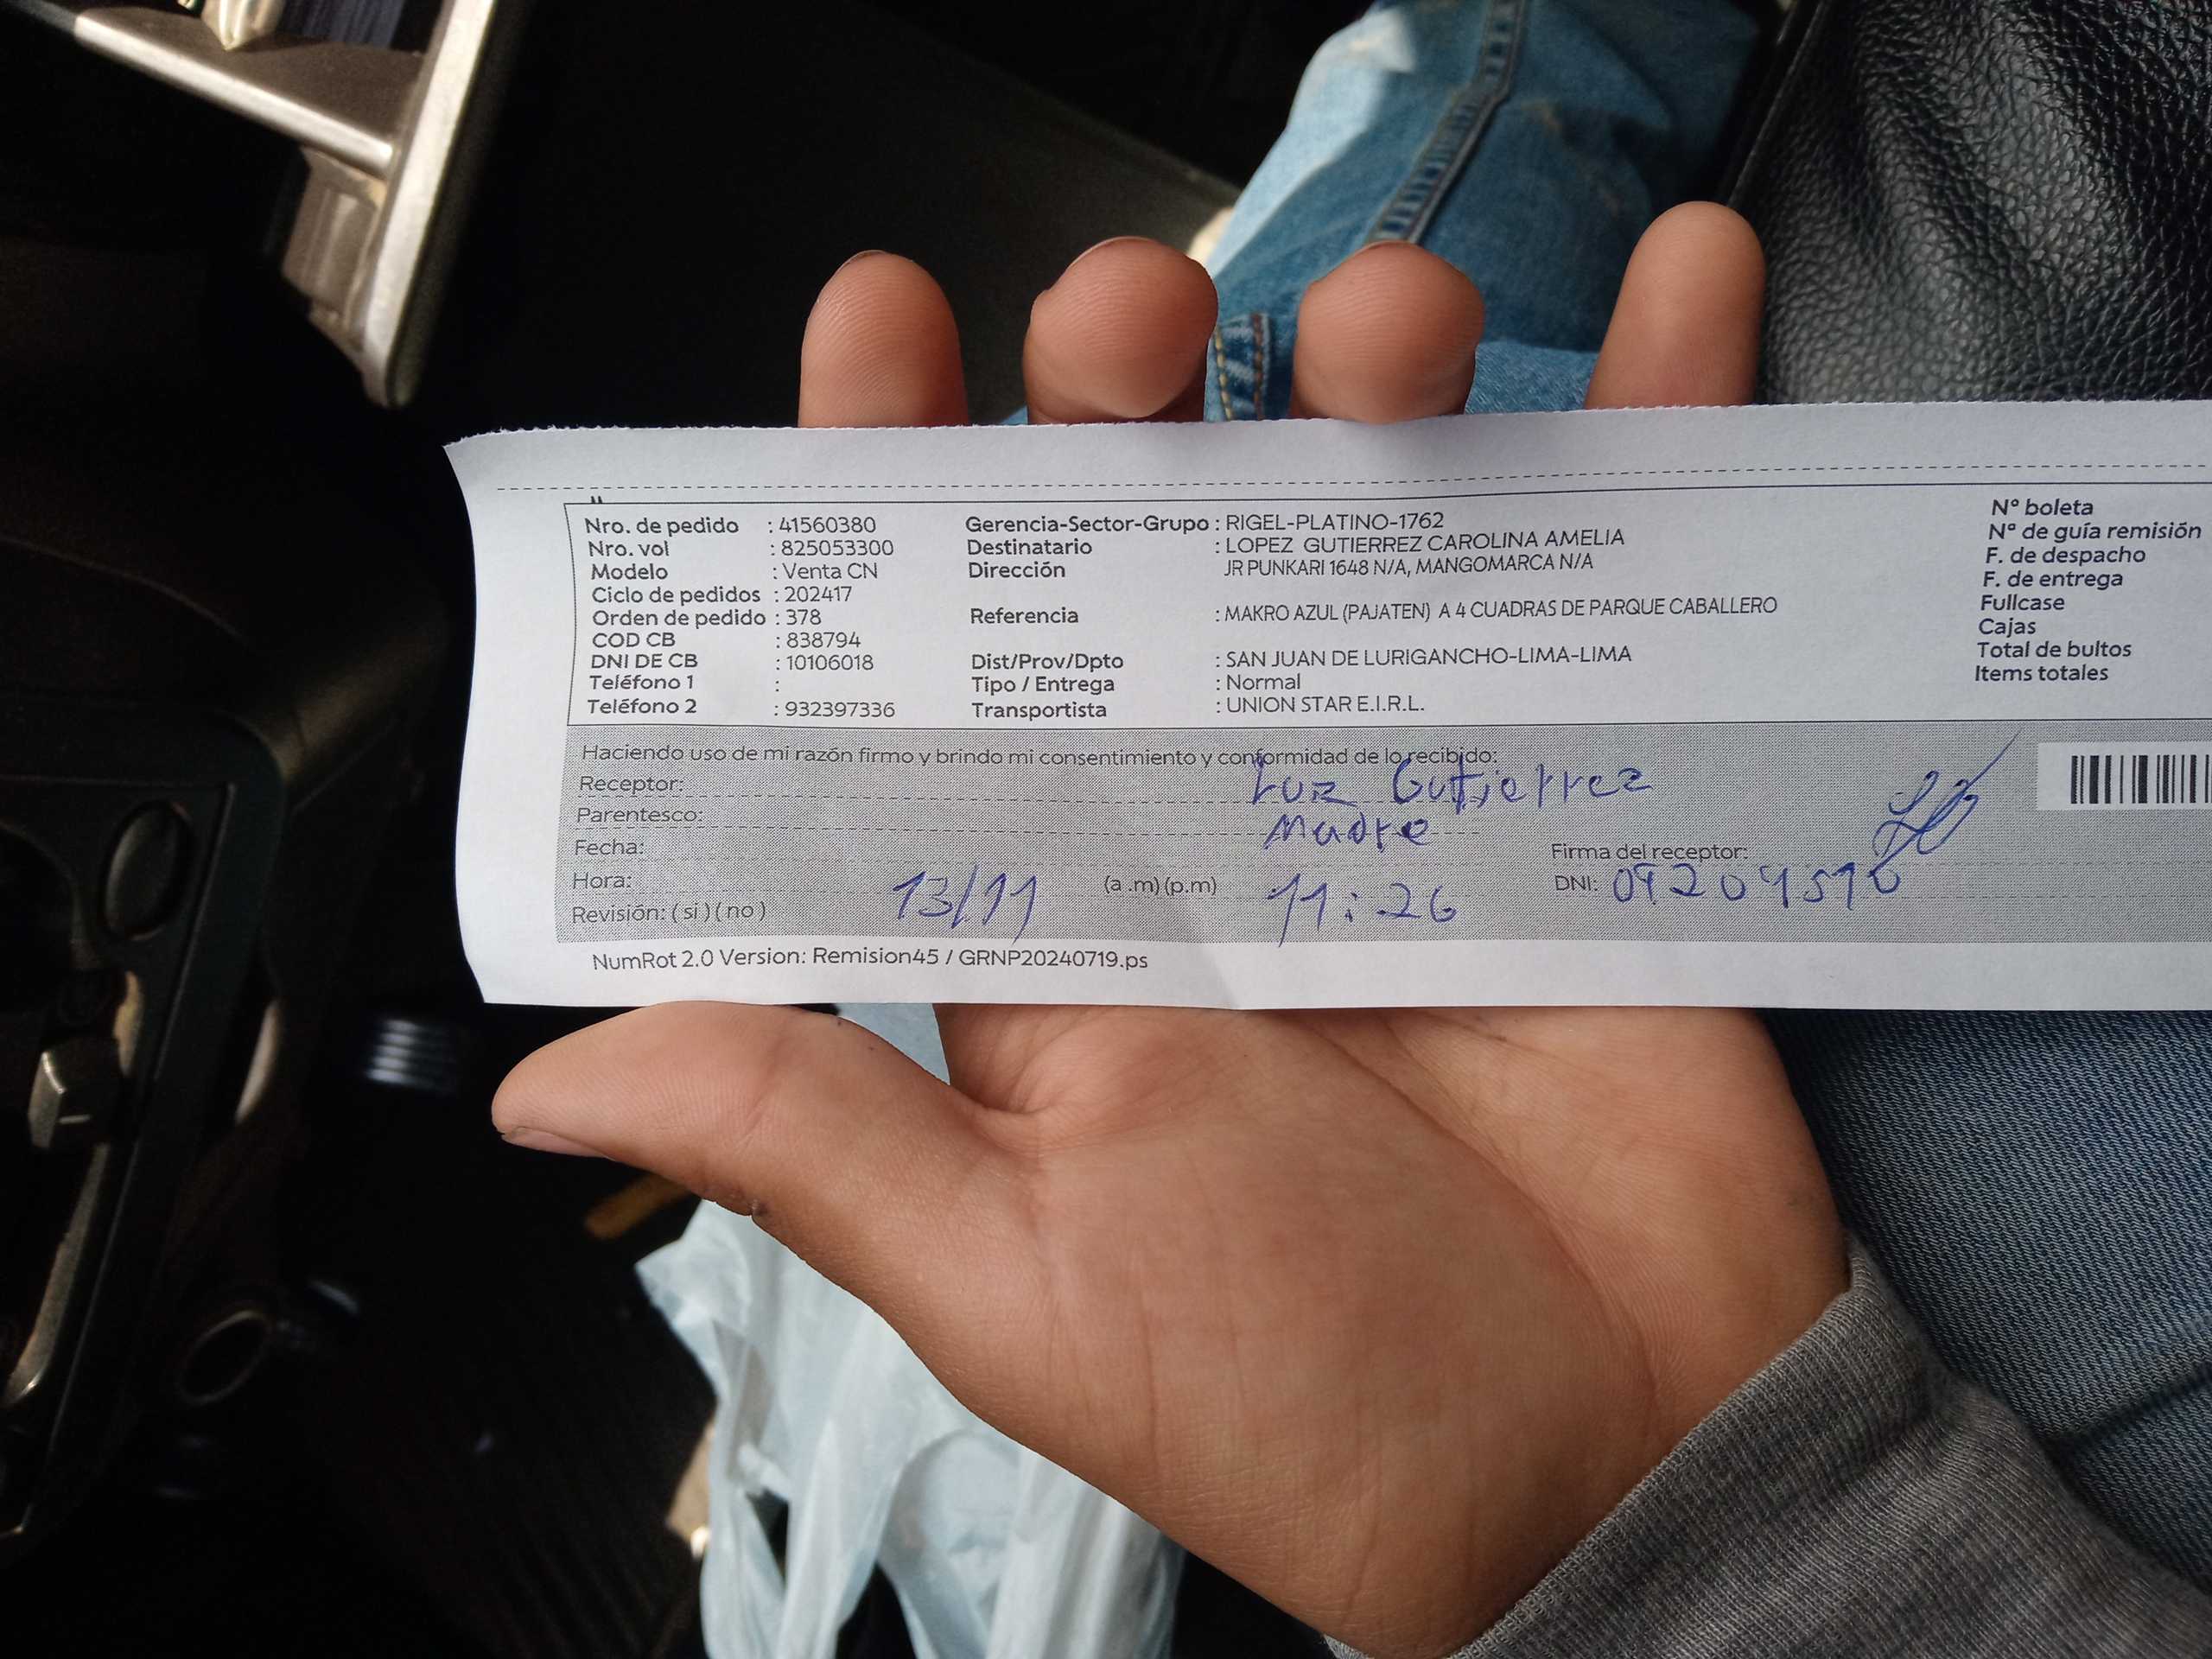 Nro. de pedido : 41560380 Gerencia-Sector-Grupo : RIGEL-PLATINO-1762 N° boleta
Nro. vol : 825053300 Destinatario : LOPEZ GUTIERREZ CAROLINA AMELIA N° de guía remisión
Modelo : Venta CN Dirección JR PUNKARI 1648 N/A, MANGOMARCA N/A F. de despacho
Ciclo de pedidos : 202417 F. de entrega
Orden de pedido : 378 Referencia : MAKRO AZUL (PAJATEN) A 4 CUADRAS DE PARQUE CABALLERO Fullcase
COD CB : 838794 Cajas
DNI DE CB : 10106018 Dist/Prov/Dpto : SAN JUAN DE LURIGANCHO-LIMA-LIMA Total de bultos
Teléfono 1 : Tipo / Entrega : Normal Items totales
Teléfono 2 : 932397336 Transportista : UNION STAR E.I.R.L.
Haciendo uso de mi razón firmo y brindo mi consentimiento y conformidad de lo recibido:
Receptor: Luz Gutierrez
Parentesco: Madre
Fecha: Firma del receptor:
Hora: 13/11 (a .m) (p.m) 11:26 DNI:
Revisión: ( si ) ( no )
NumRot 2.0 Version: Remision45 / GRNP20240719.ps